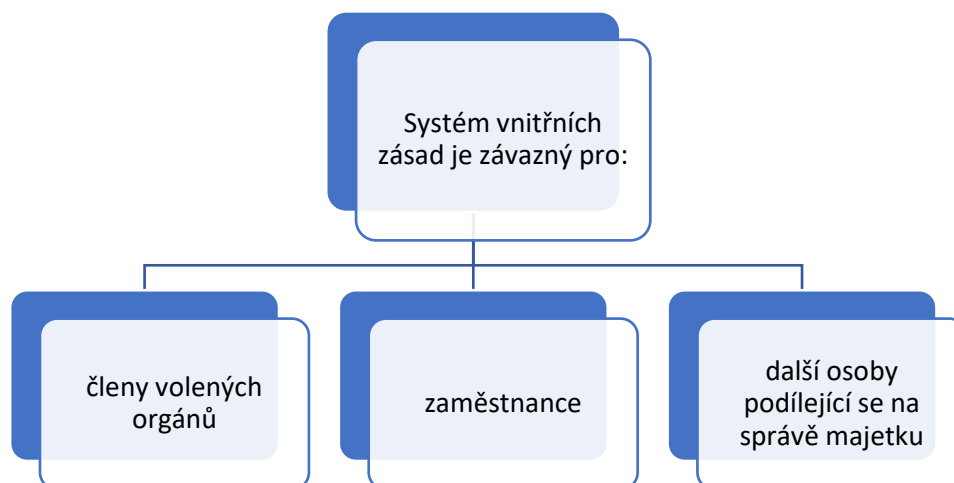 Systém vnitřních
zásad je závazný pro:
členy volených
orgánů
zaměstnance
další osoby
podílející se na
správě majetku